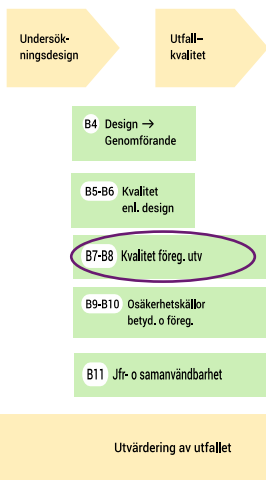 Undersök-
ningsdesign
Utfall–
kvalitet
B4 Design →
Genomförande
B5-B6 Kvalitet
enl. design
B7-B8 Kvalitet föreg. utv
B9-B10 Osäkerhetskällor
betyd. o föreg.
B11 Jfr- o samanvändbarhet
Utvärdering av utfallet